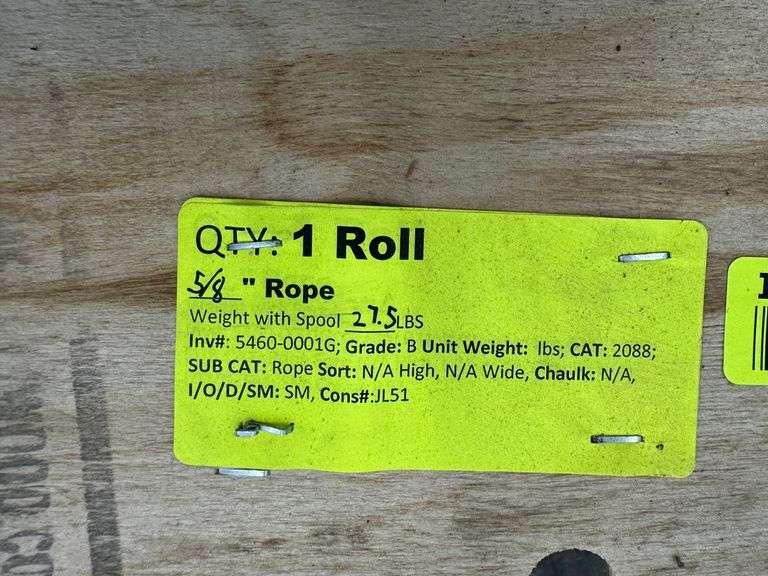 QTY: 1 Roll
5/8 " Rope
Weight with Spool 27.5 LBS
Inv#: 5460-0001G; Grade: B Unit Weight: lbs; CAT: 2088;
SUB CAT: Rope Sort: N/A High, N/A Wide, Chaulk: N/A,
I/O/D/SM: SM, Cons#:JL51